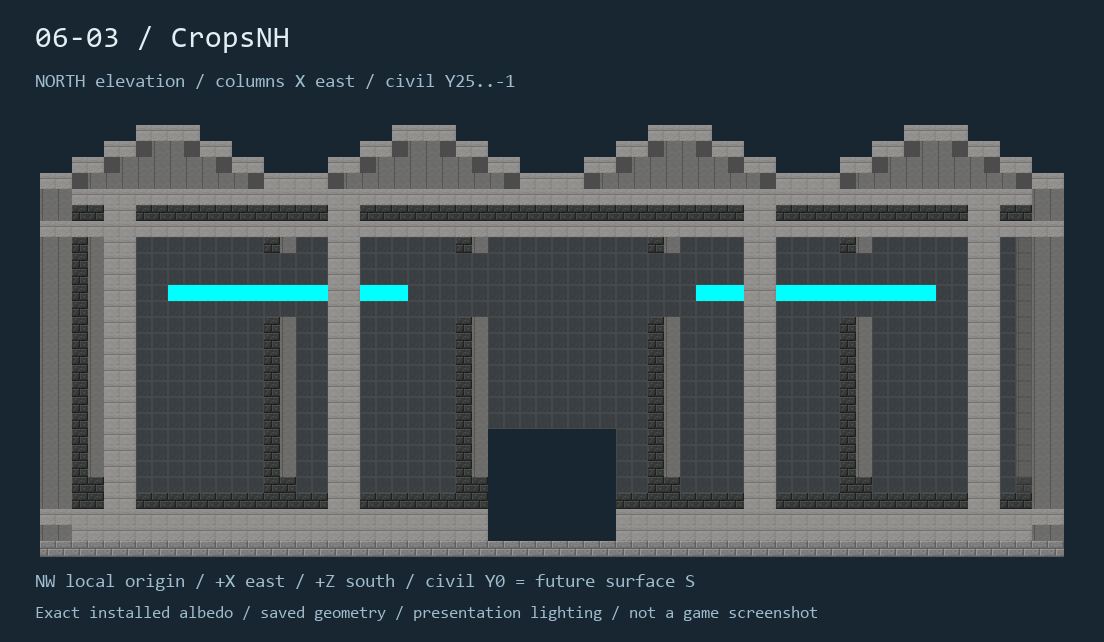 06-03 / CropsNH
NORTH elevation / columns X east / civil Y25..-1
NW local origin / +X east / +Z south / civil Y0 = future surface S
Exact installed albedo / saved geometry / presentation lighting / not a game screenshot